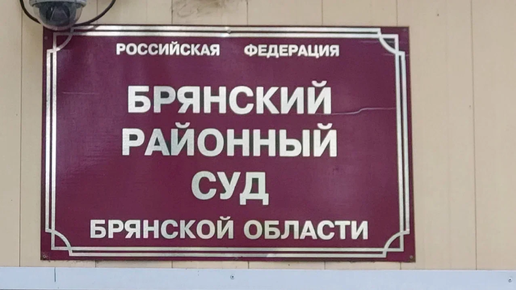 РОССИЙСКАЯ ФЕДЕРАЦИЯ
БРЯНСКИЙ
РАЙОННЫЙ
СУД
БРЯНСКОЙ ОБЛАСТИ